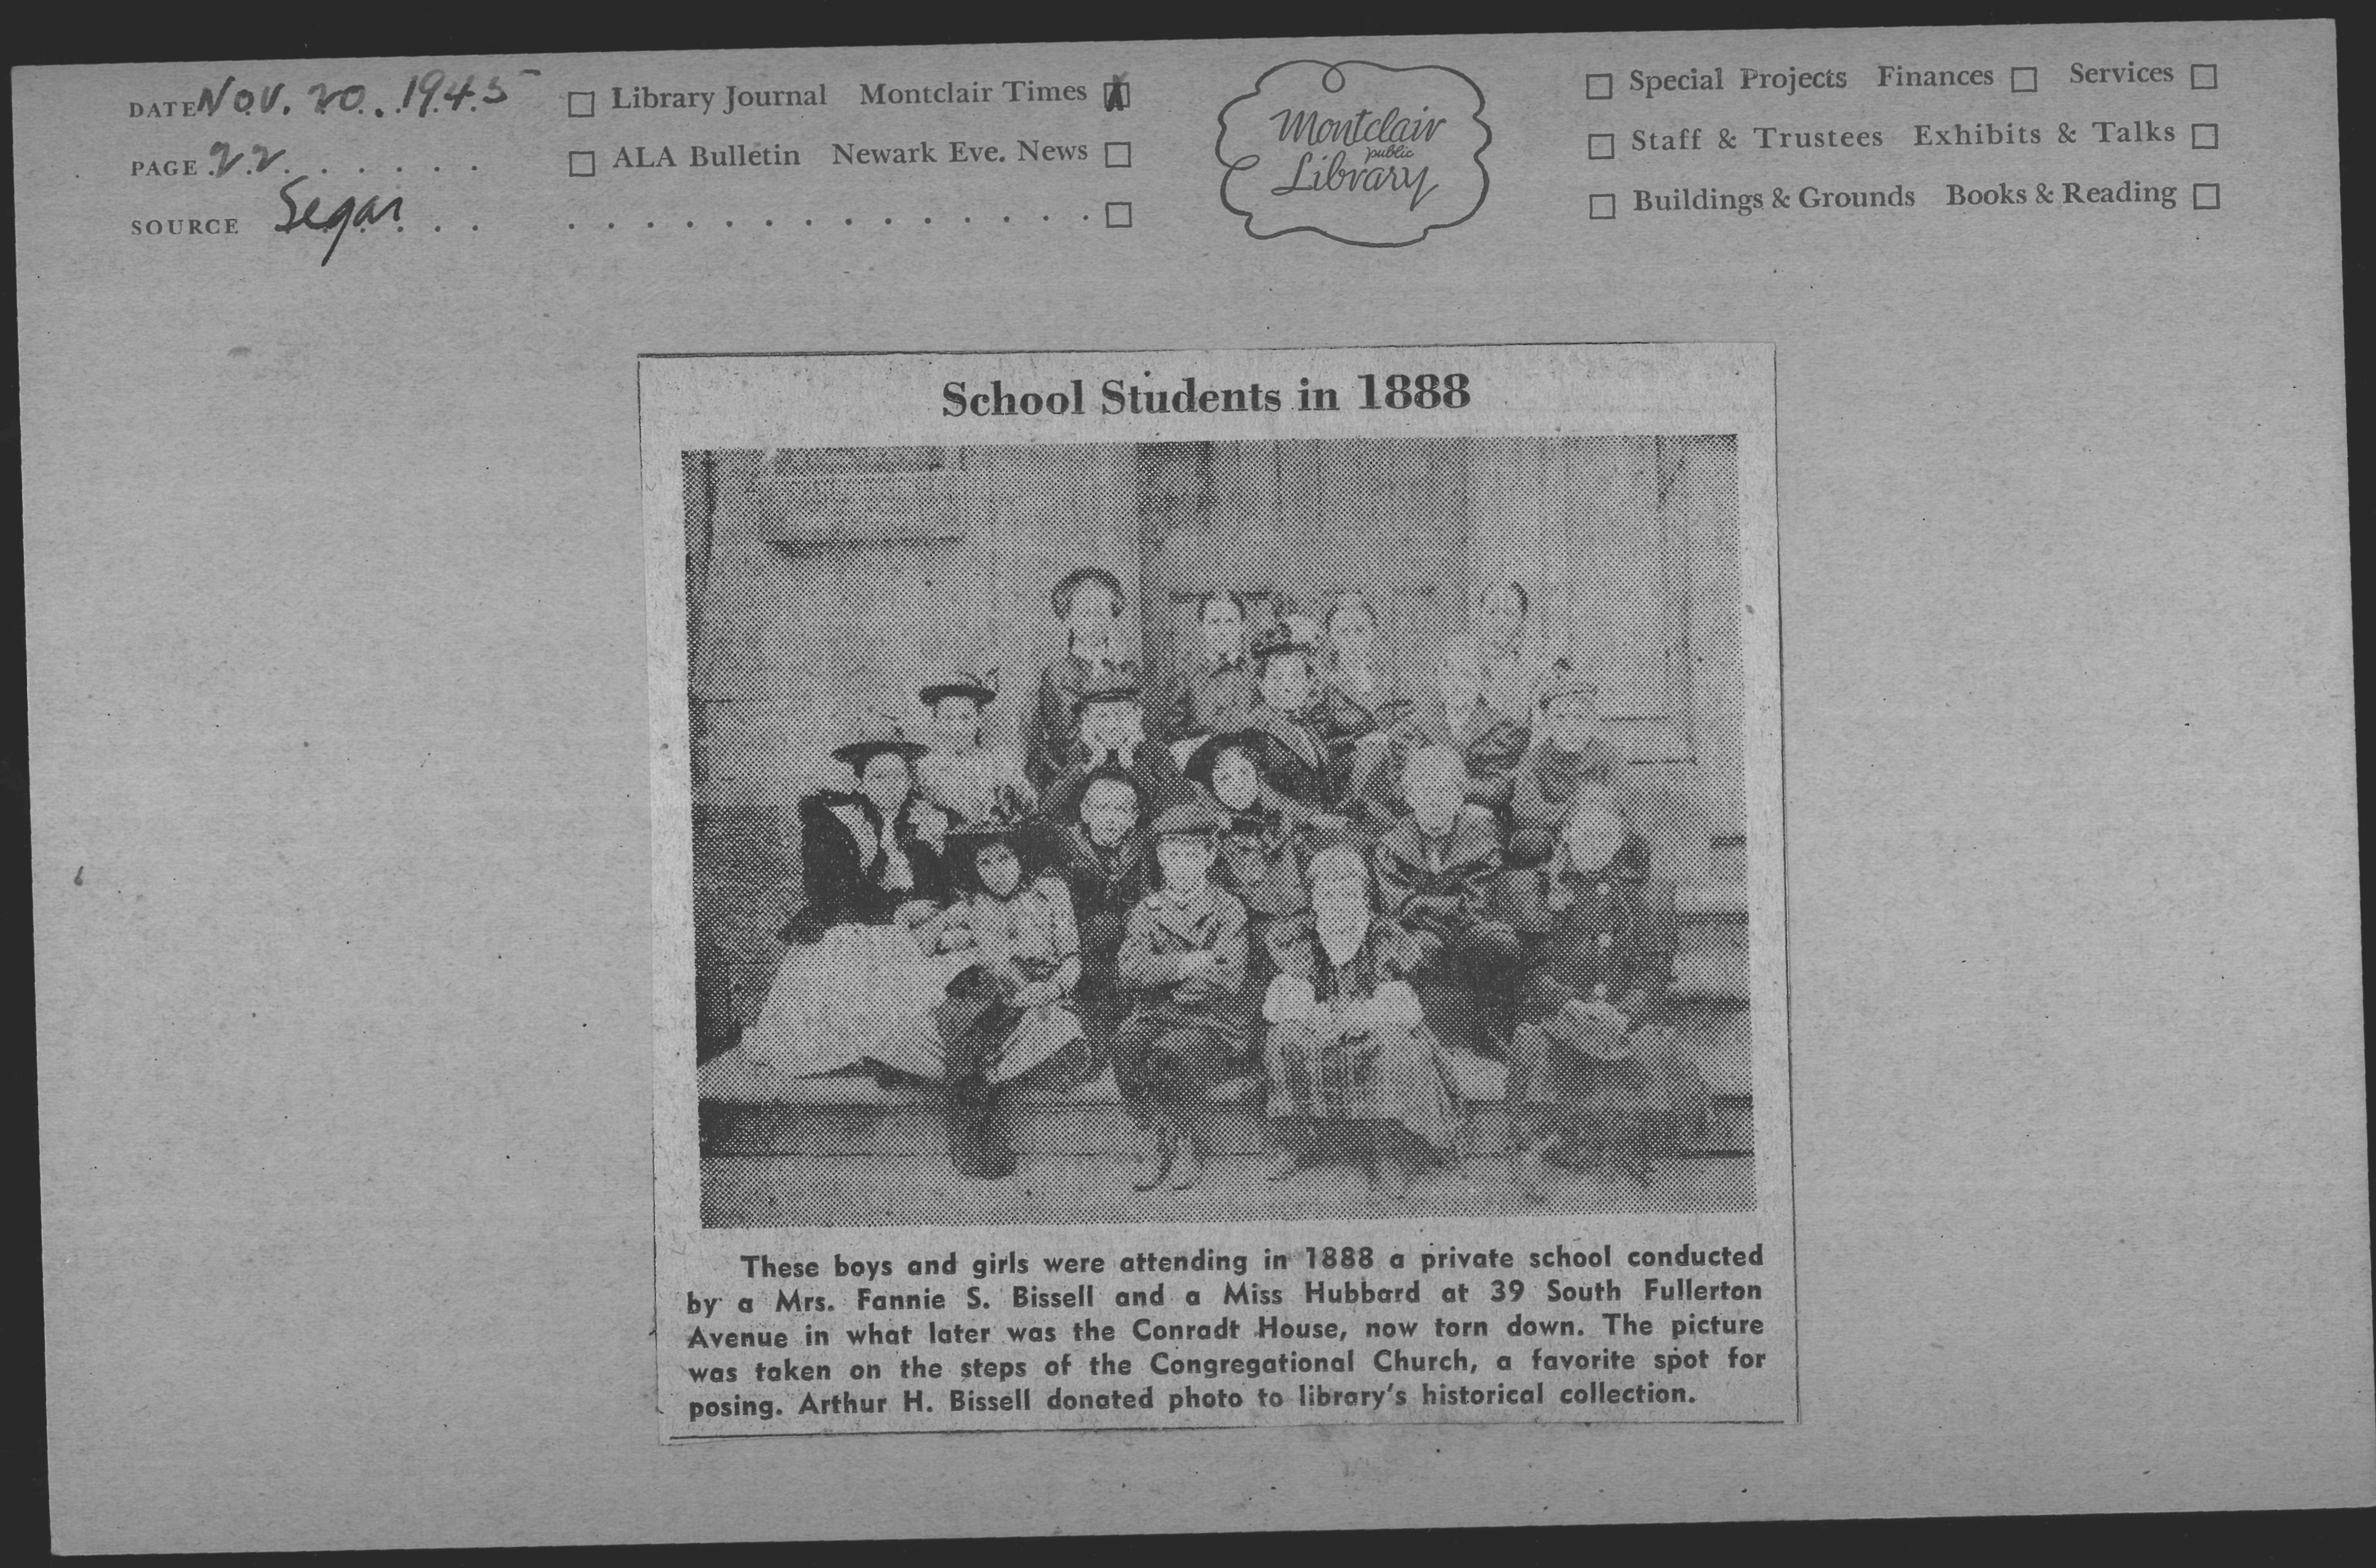 DATE Nov. 20. 1945 ☐ Library Journal Montclair Times ☒ ☐ Special Projects Finances ☐ Services ☐
PAGE 22 ☐ ALA Bulletin Newark Eve. News ☐ ☐ Staff & Trustees Exhibits & Talks ☐
SOURCE Segar ☐ ☐ Buildings & Grounds Books & Reading ☐
Montclair
public
Library
School Students in 1888
These boys and girls were attending in 1888 a private school conducted
by a Mrs. Fannie S. Bissell and a Miss Hubbard at 39 South Fullerton
Avenue in what later was the Conradt House, now torn down. The picture
was taken on the steps of the Congregational Church, a favorite spot for
posing. Arthur H. Bissell donated photo to library's historical collection.